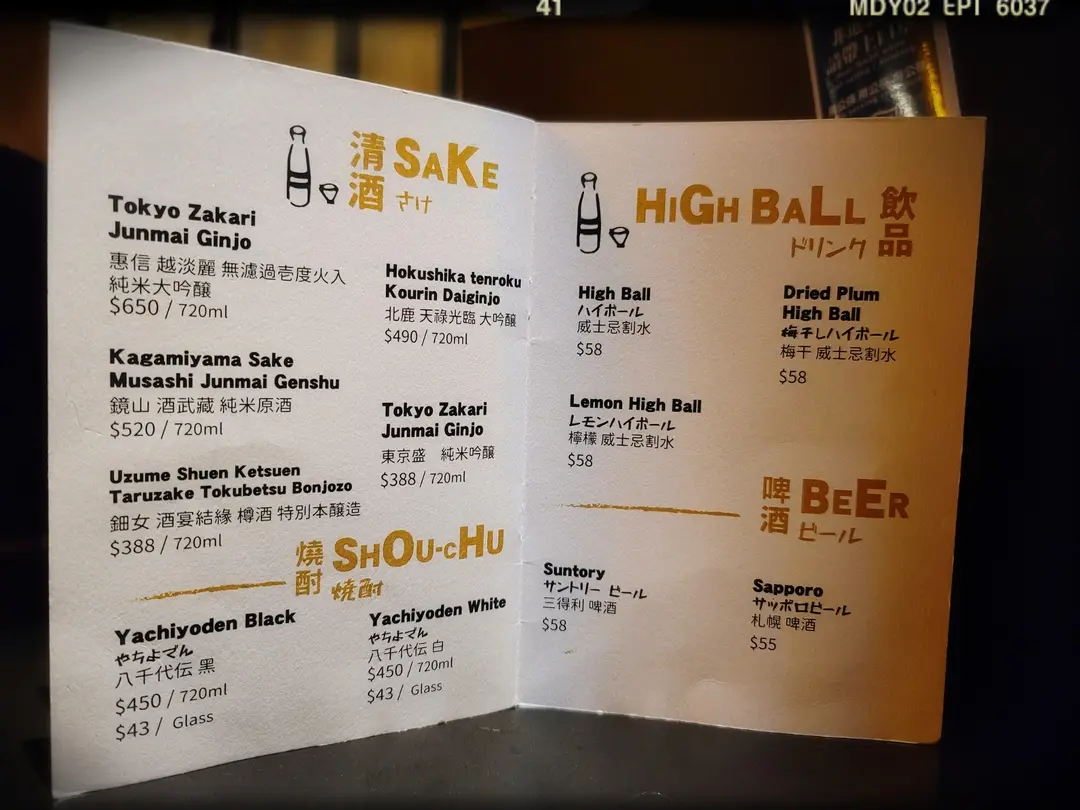 41
MDY02 EPI 6037
清酒 SAKE
さけ
Tokyo Zakari
Junmai Ginjo
惠信 越淡麗 無濾過壱度火入
純米大吟醸
$650 / 720ml
Kagamiyama Sake
Musashi Junmai Genshu
鏡山 酒武藏 純米原酒
$520 / 720ml
Uzume Shuen Ketsuen
Taruzake Tokubetsu Bonjozo
鈿女 酒宴結緣 樽酒 特別本醸造
$388 / 720ml
Hokushika tenroku
Kourin Daiginjo
北鹿 天祿光臨 大吟醸
$490 / 720ml
Tokyo Zakari
Junmai Ginjo
東京盛 純米吟醸
$388 / 720ml
燒酎 SHOU-CHU
焼酎
Yachiyoden Black
やちよでん
八千代伝 黑
$450 / 720ml
$43 / Glass
Yachiyoden White
やちよでん
八千代伝 白
$450 / 720ml
$43 / Glass
HIGH BALL 飲品
ドリンク
High Ball
ハイボール
威士忌割水
$58
Dried Plum
High Ball
梅干しハイボール
梅干 威士忌割水
$58
Lemon High Ball
レモンハイボール
檸檬 威士忌割水
$58
啤酒 BEER
ビール
Suntory
サントリー ビール
三得利 啤酒
$58
Sapporo
サッポロビール
札幌 啤酒
$55